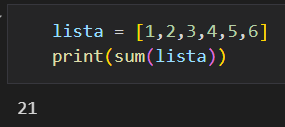 lista = [1,2,3,4,5,6]
print(sum(lista))
21